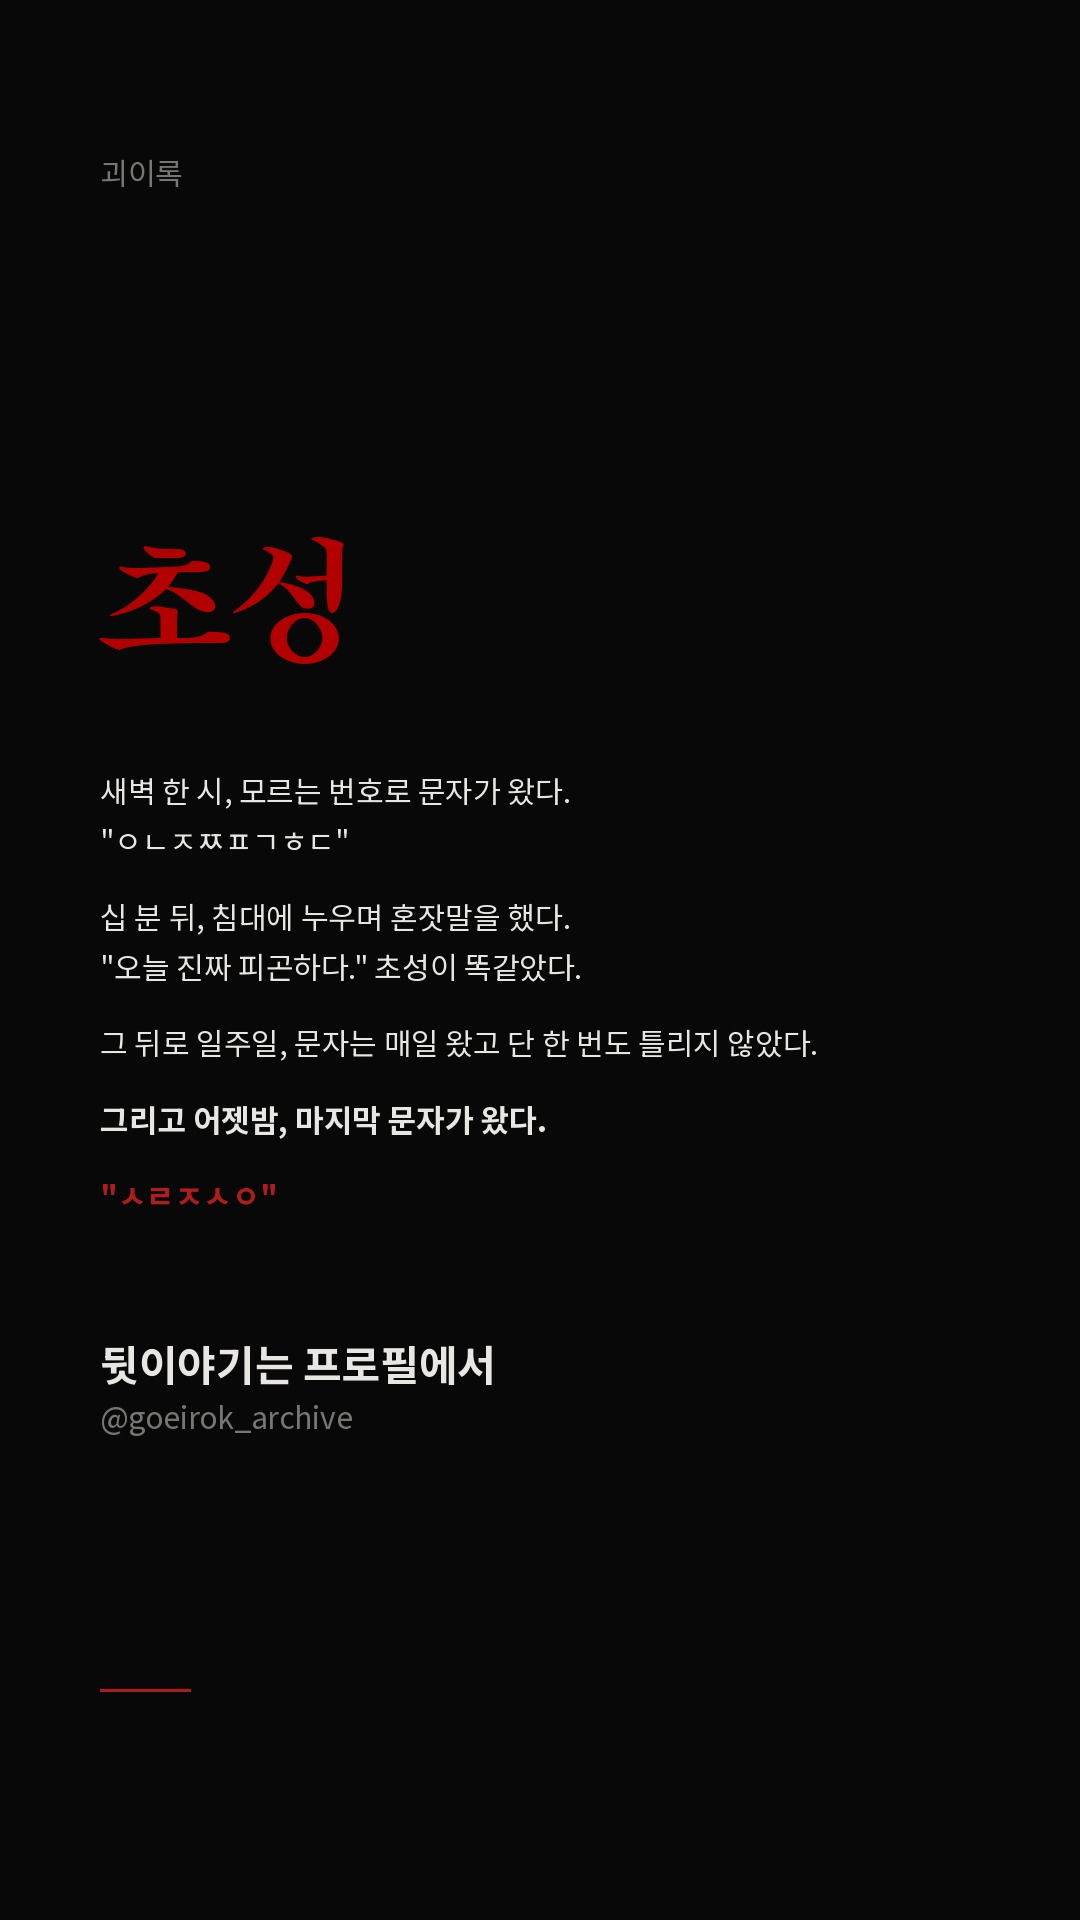 괴이록
초성
새벽 한 시, 모르는 번호로 문자가 왔다.
"ㅇㄴㅈㅉㅍㄱㅎㄷ"
십 분 뒤, 침대에 누우며 혼잣말을 했다.
"오늘 진짜 피곤하다." 초성이 똑같았다.
그 뒤로 일주일, 문자는 매일 왔고 단 한 번도 틀리지 않았다.
그리고 어젯밤, 마지막 문자가 왔다.
"ㅅㄹㅈㅅㅇ"
뒷이야기는 프로필에서
@goeirok_archive